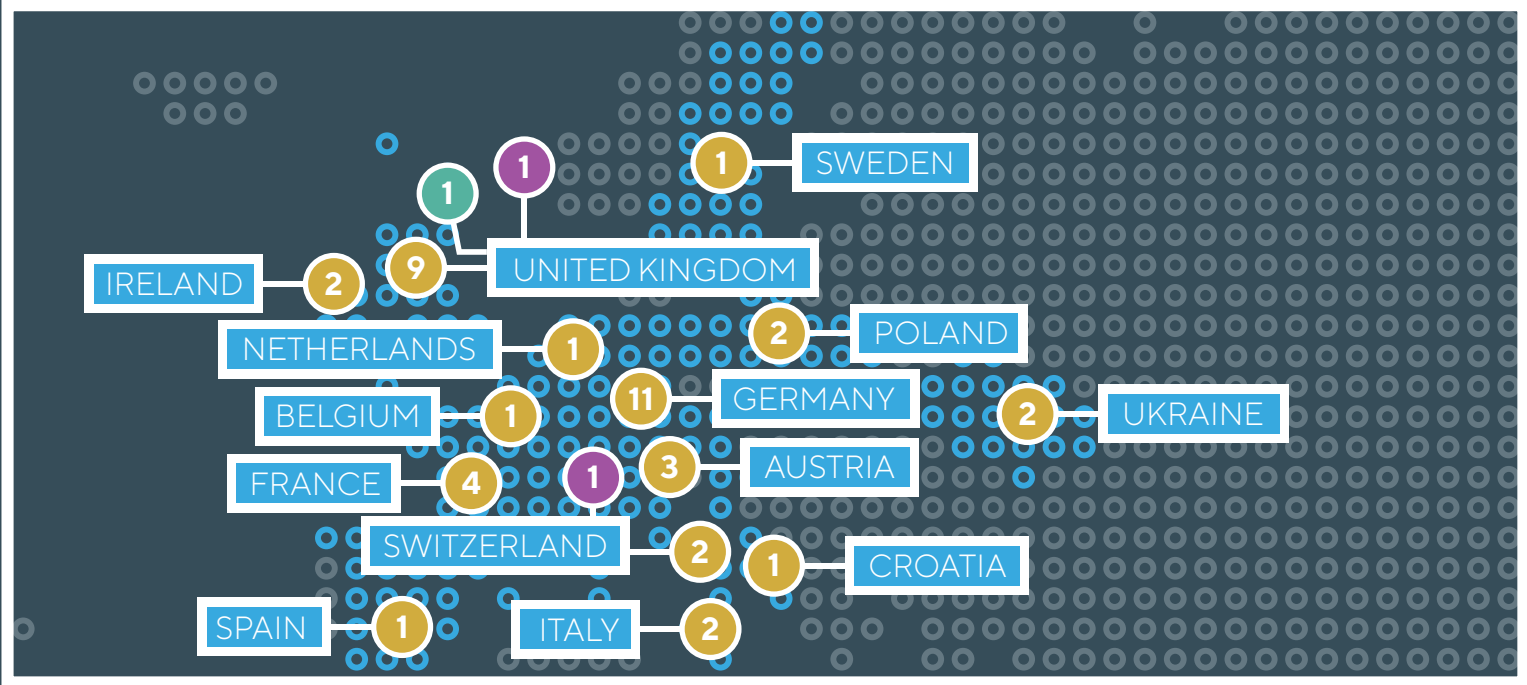 1
SWEDEN
1
1
9
UNITED KINGDOM
IRELAND
2
2
POLAND
NETHERLANDS
1
11
GERMANY
BELGIUM
1
2
UKRAINE
FRANCE
4
1
3
AUSTRIA
SWITZERLAND
2
1
CROATIA
SPAIN
1
ITALY
2